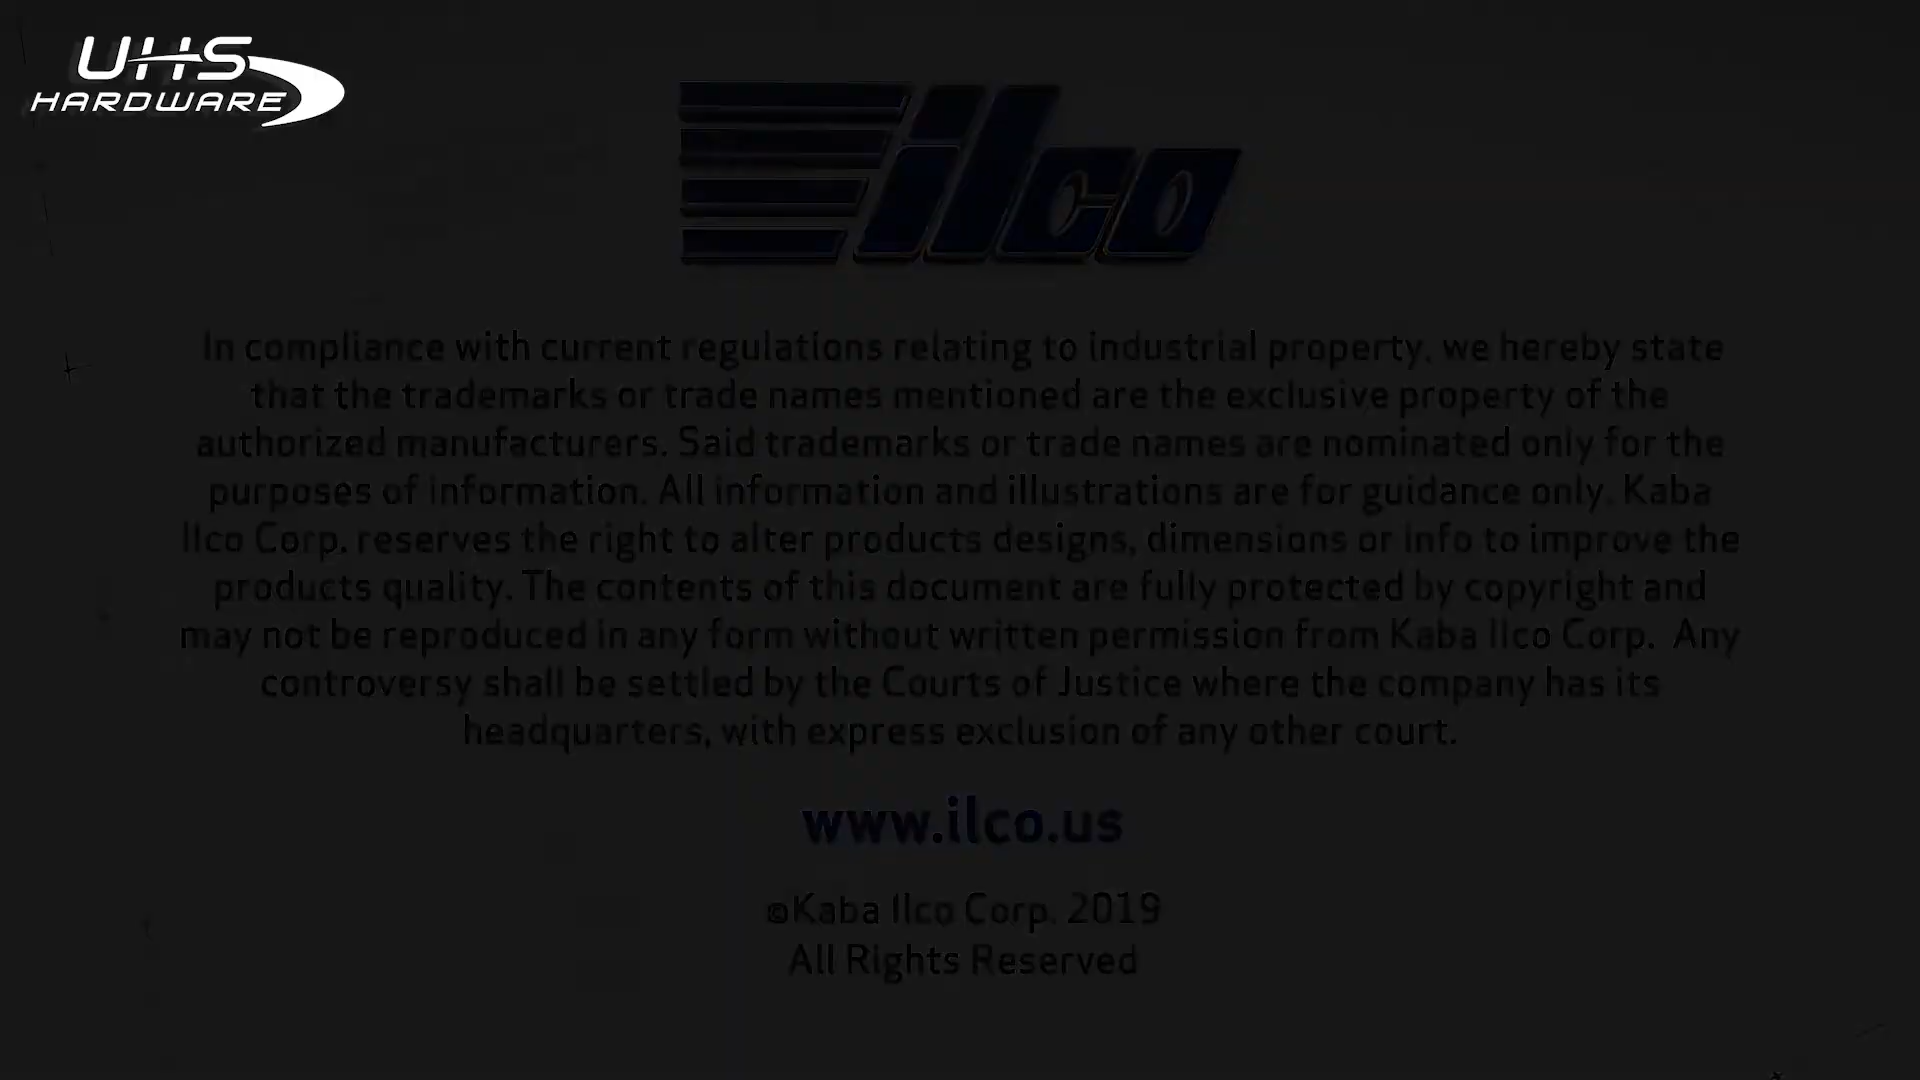 UHS
HARDWARE
ilco
In compliance with current regulations relating to industrial property, we hereby state
that the trademarks or trade names mentioned are the exclusive property of the
authorized manufacturers. Said trademarks or trade names are nominated only for the
purposes of information. All information and illustrations are for guidance only. Kaba
Ilco Corp. reserves the right to alter products designs, dimensions or info to improve the
products quality. The contents of this document are fully protected by copyright and
may not be reproduced in any form without written permission from Kaba Ilco Corp. Any
controversy shall be settled by the Courts of Justice where the company has its
headquarters, with express exclusion of any other court.
www.ilco.us
©Kaba Ilco Corp. 2019
All Rights Reserved